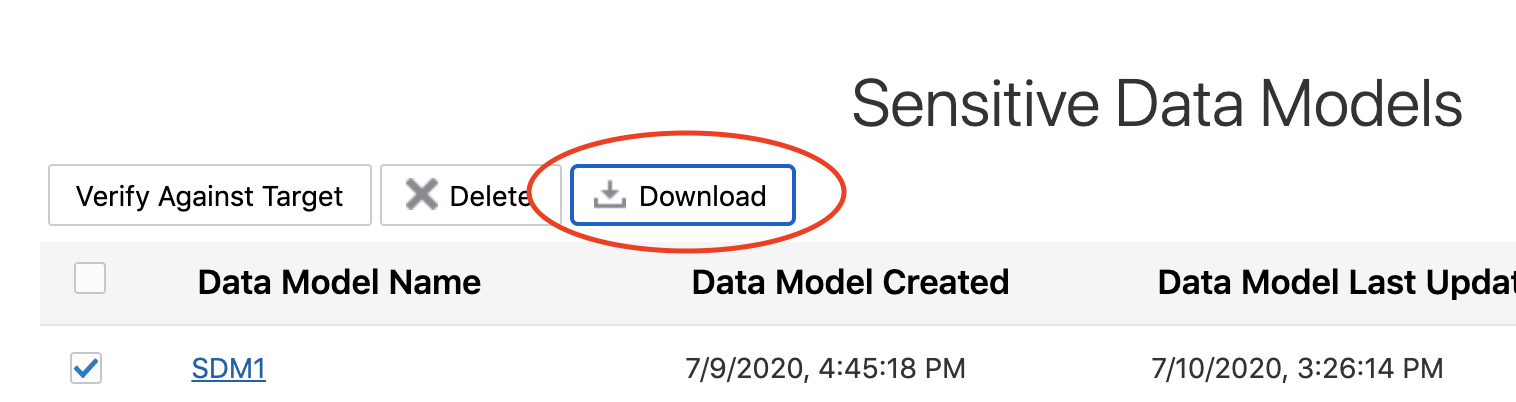 Sensitive Data Models
Verify Against Target Delete Download
Data Model Name Data Model Created Data Model Last Updat
SDM1 7/9/2020, 4:45:18 PM 7/10/2020, 3:26:14 PM